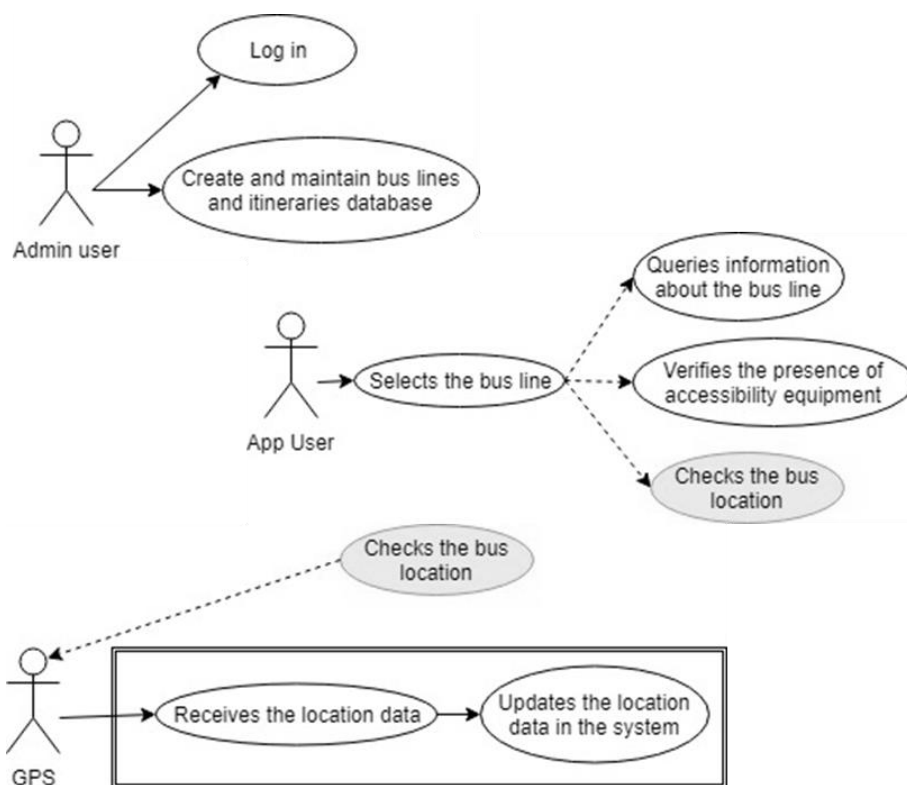 Log in
Create and maintain bus lines
and itineraries database
Admin user
Queries information
about the bus line
Verifies the presence of
accessibility equipment
Selects the bus line
App User
Checks the bus
location
Checks the bus
location
Receives the location data
Updates the location
data in the system
GPS